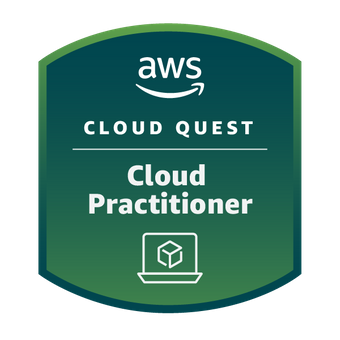 aws
CLOUD QUEST
Cloud
Practitioner